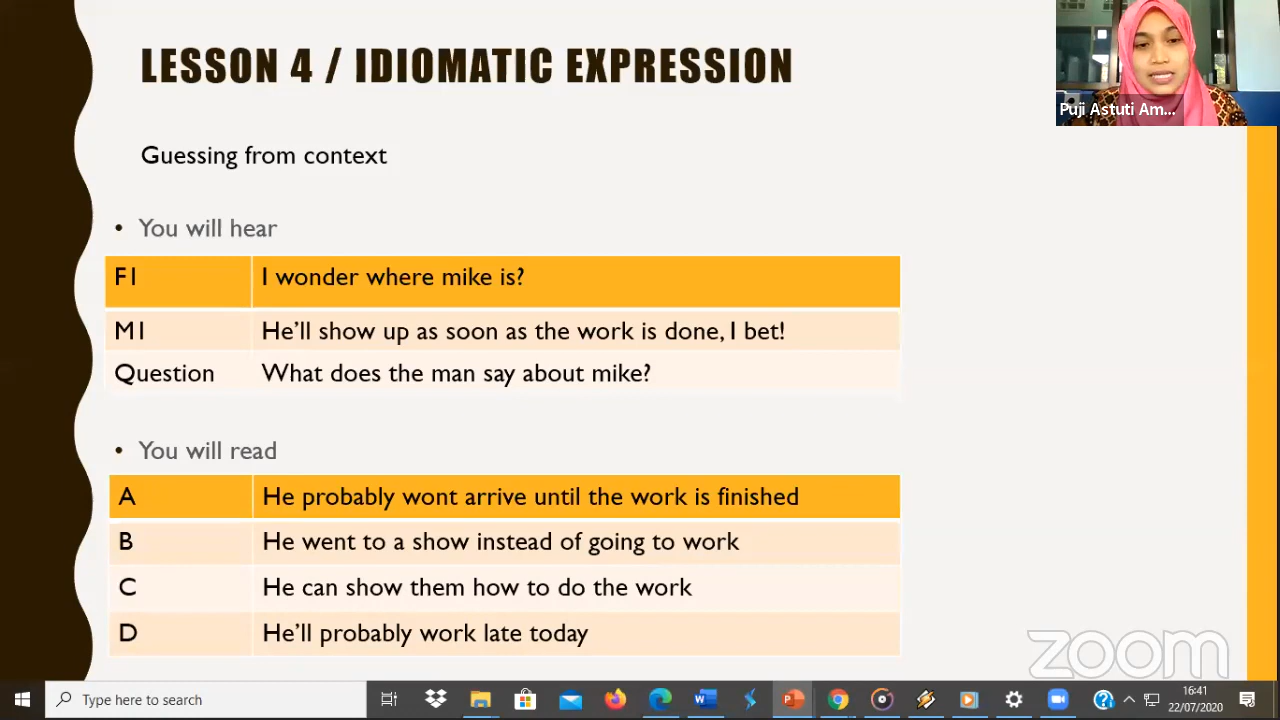 LESSON 4 / IDIOMATIC EXPRESSION
Puji Astuti Am...
Guessing from context
• You will hear
F1 I wonder where mike is?
M1 He'll show up as soon as the work is done, I bet!
Question What does the man say about mike?
• You will read
A He probably wont arrive until the work is finished
B He went to a show instead of going to work
C He can show them how to do the work
D He'll probably work late today
zoom
Type here to search
16:41
22/07/2020